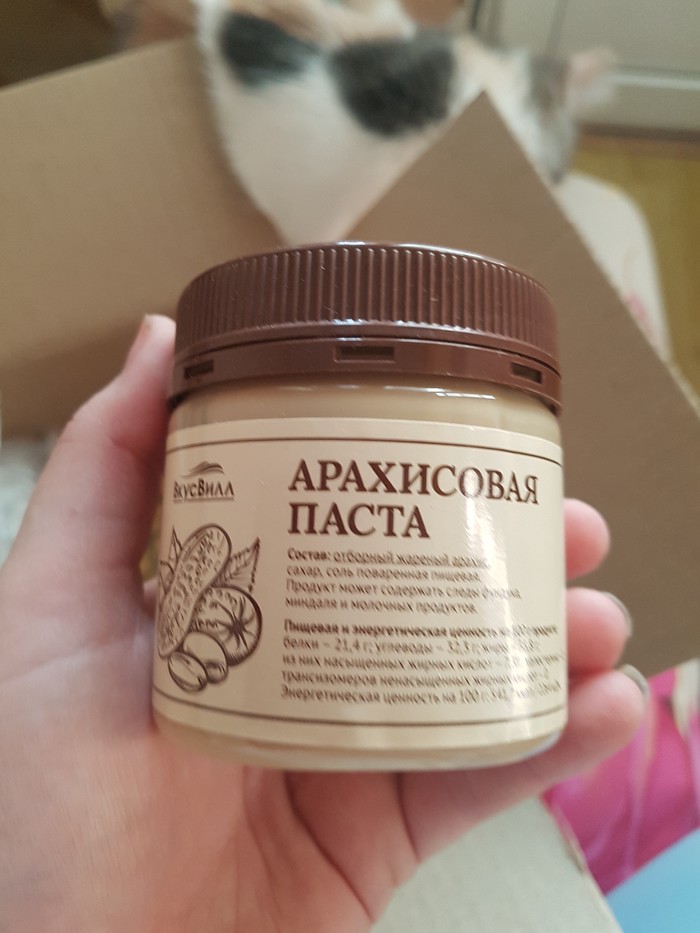 ВкусВилл
АРАХИСОВАЯ
ПАСТА
Состав: отборный жареный арахис,
сахар, соль поваренная пищевая.
Продукт может содержать следы фундука,
миндаля и молочных продуктов.
Пищевая и энергетическая ценность на 100 г
белки – 21,4 г; углеводы – 32,3 г;
из них насыщенных жирных кислот –
трансизомеров ненасыщенных жирных кислот –
Энергетическая ценность на 100 г: